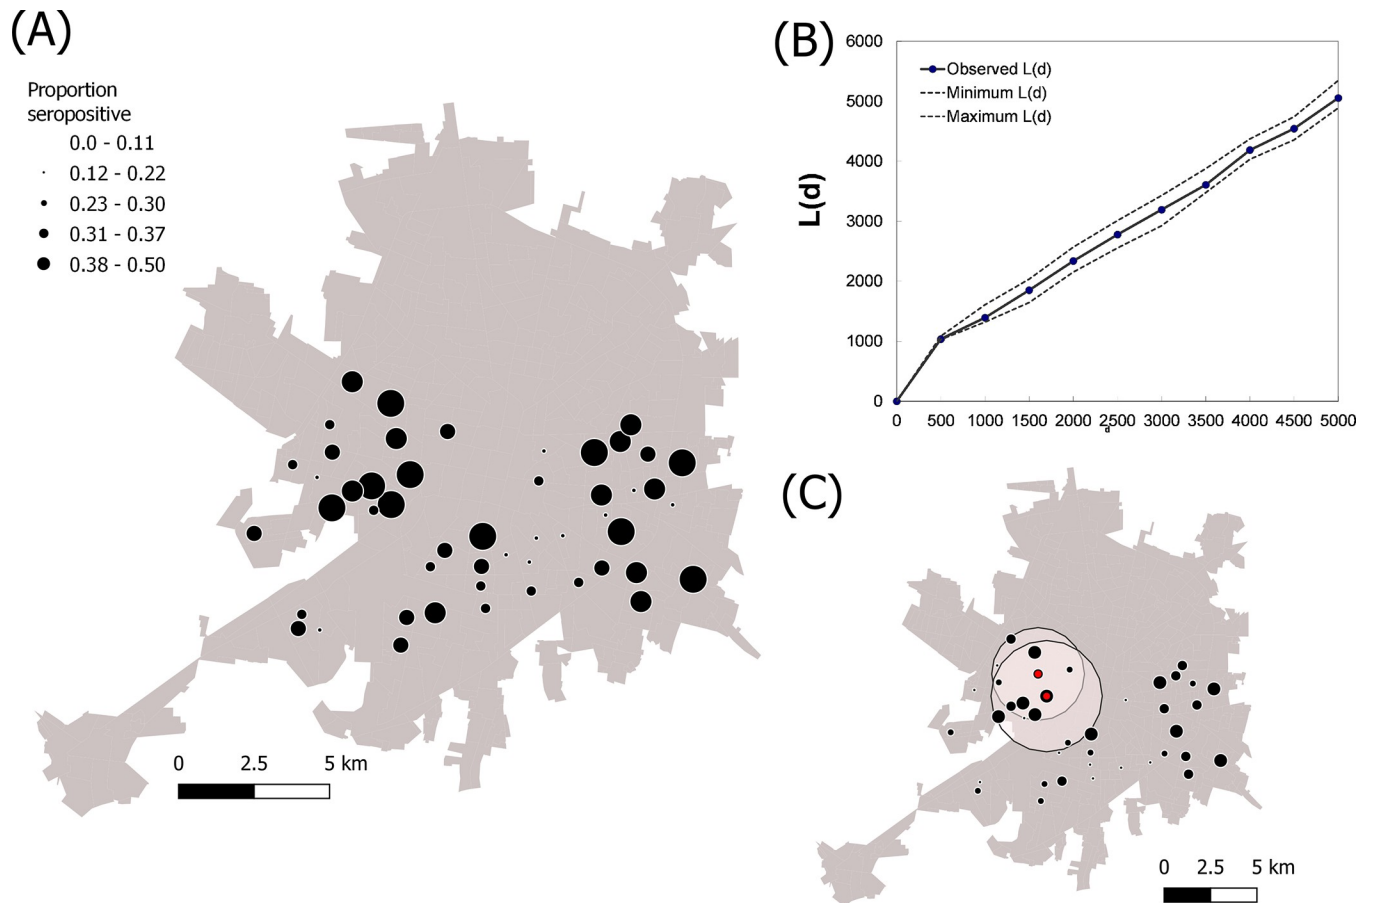 (A)
Proportion
seropositive
0.0 - 0.11
0.12 - 0.22
0.23 - 0.30
0.31 - 0.37
0.38 - 0.50
0 2.5 5 km
(B)
6000
5000
4000
3000
2000
1000
0
L(d)
Observed L(d)
Minimum L(d)
Maximum L(d)
0 500 1000 1500 2000 2500 3000 3500 4000 4500 5000
d
(C)
0 2.5 5 km